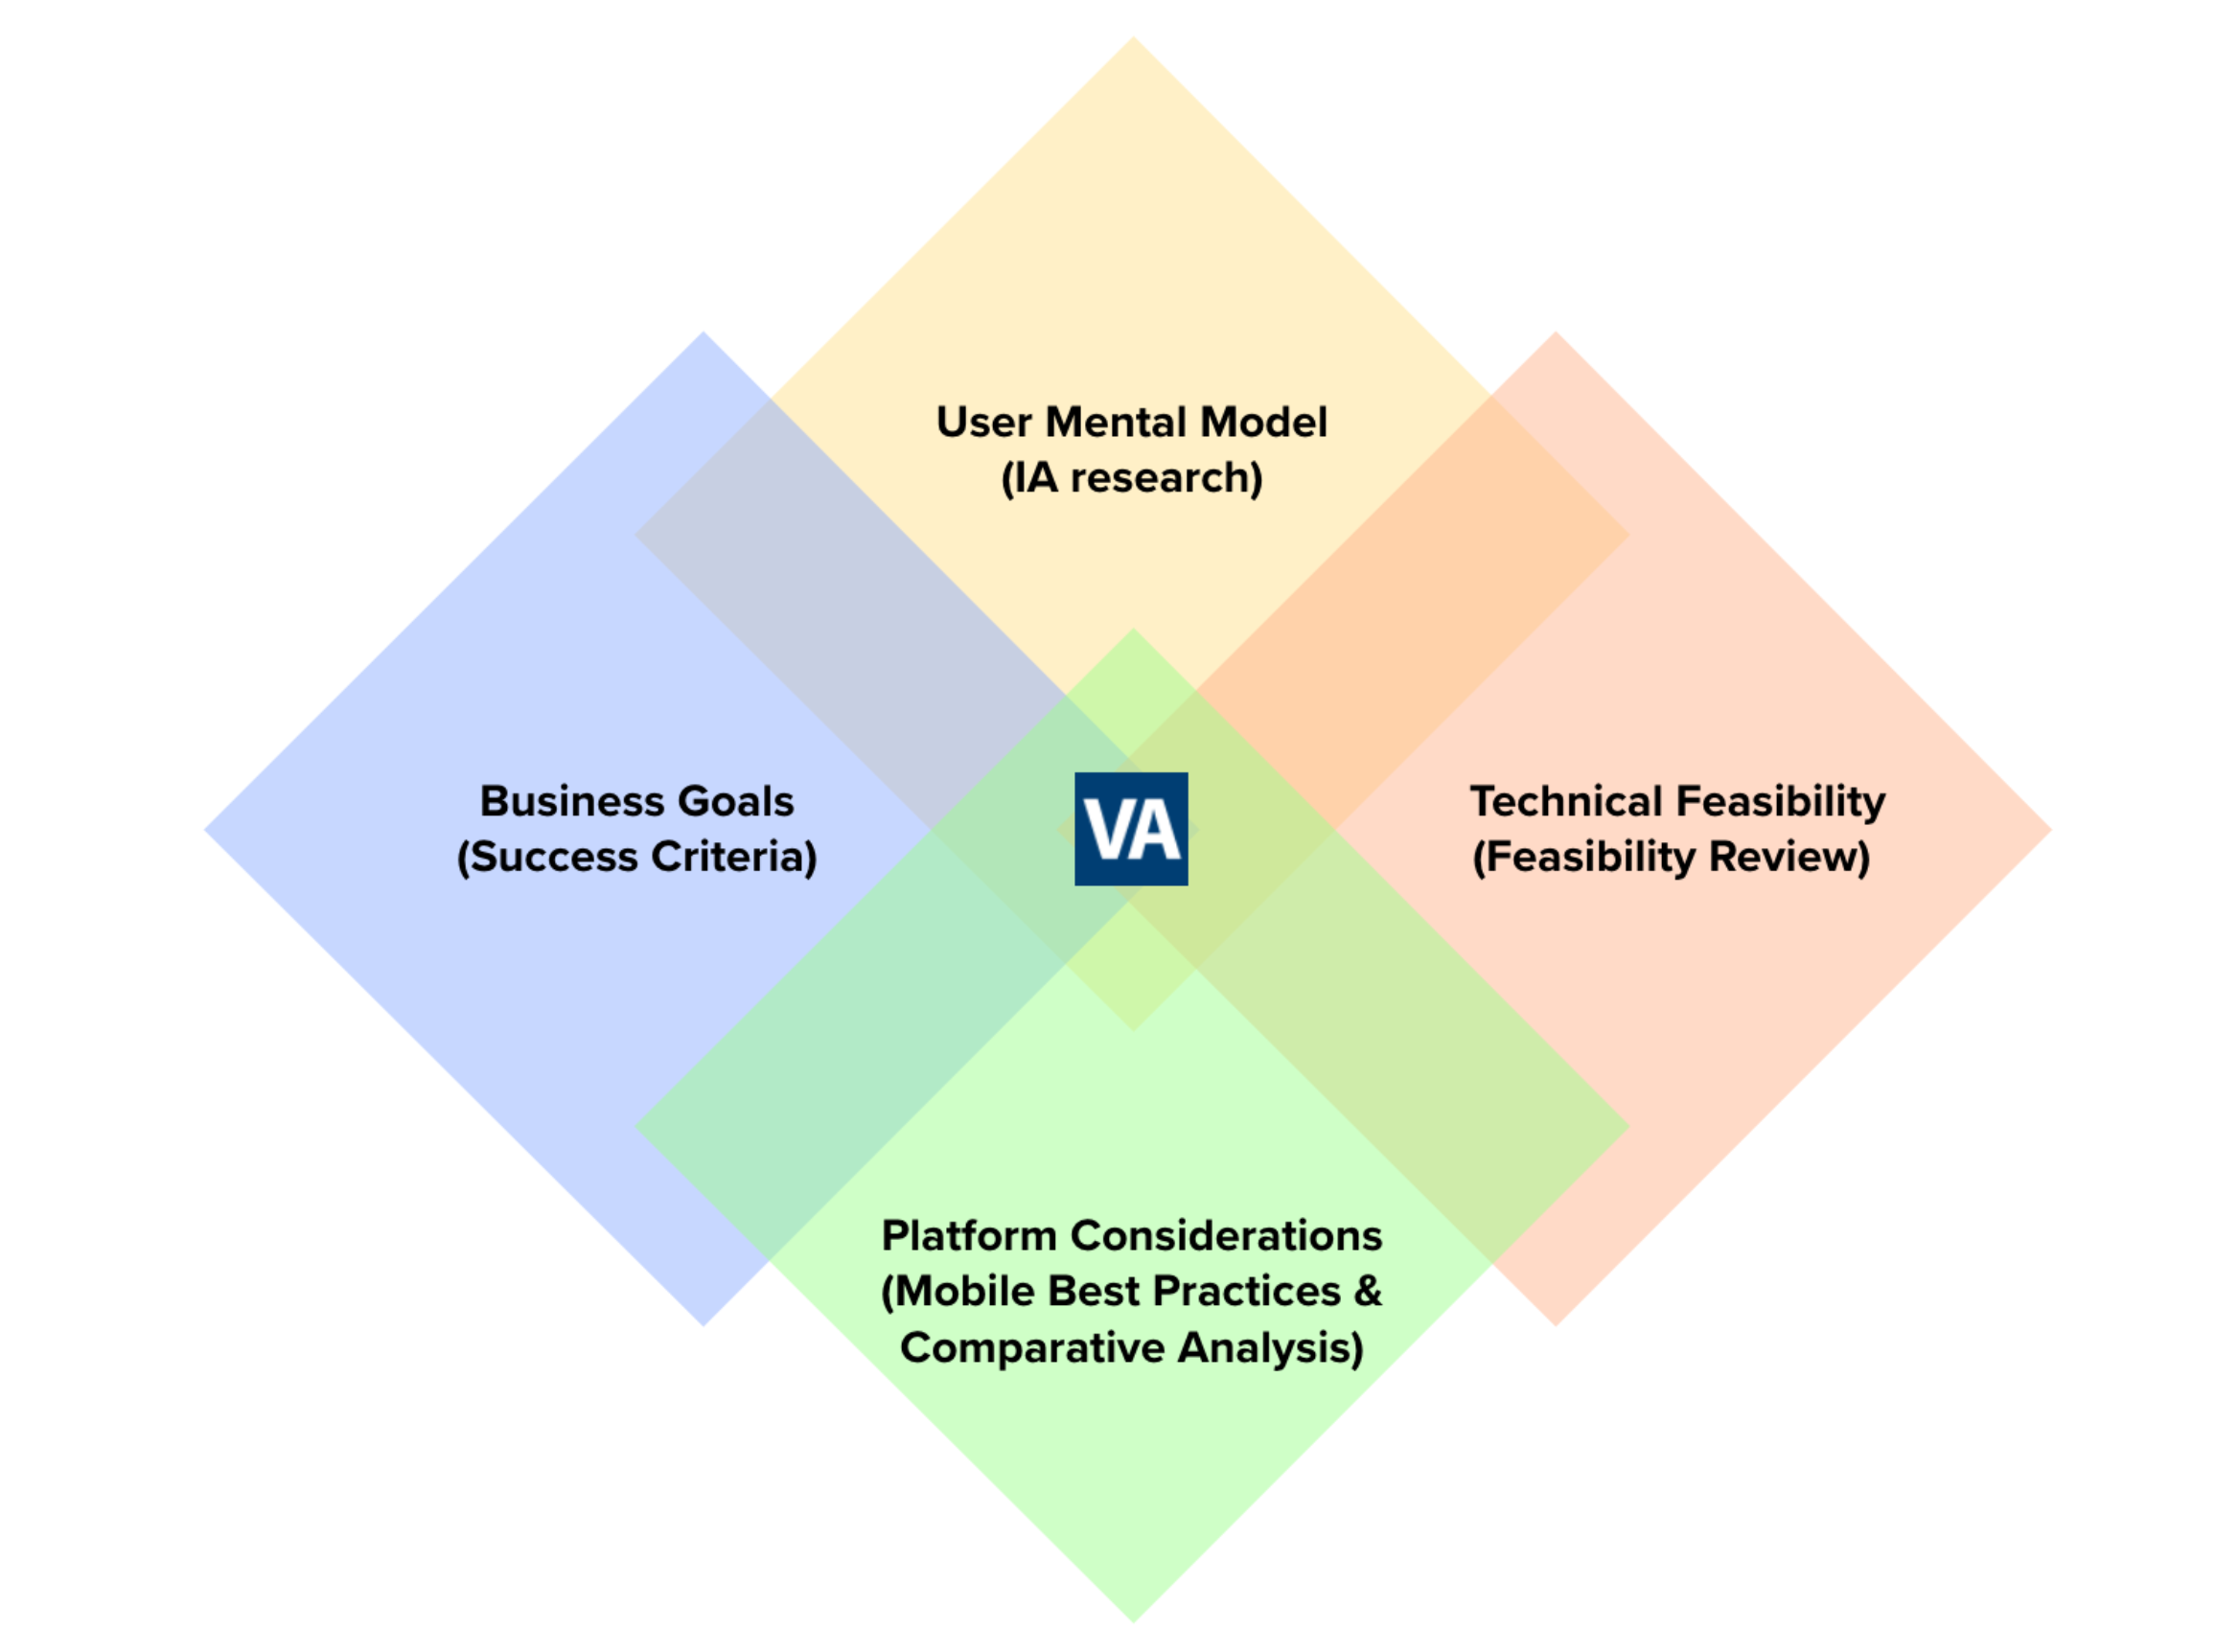 User Mental Model
(IA research)
Business Goals
(Success Criteria)
VA
Technical Feasibility
(Feasibility Review)
Platform Considerations
(Mobile Best Practices &
Comparative Analysis)